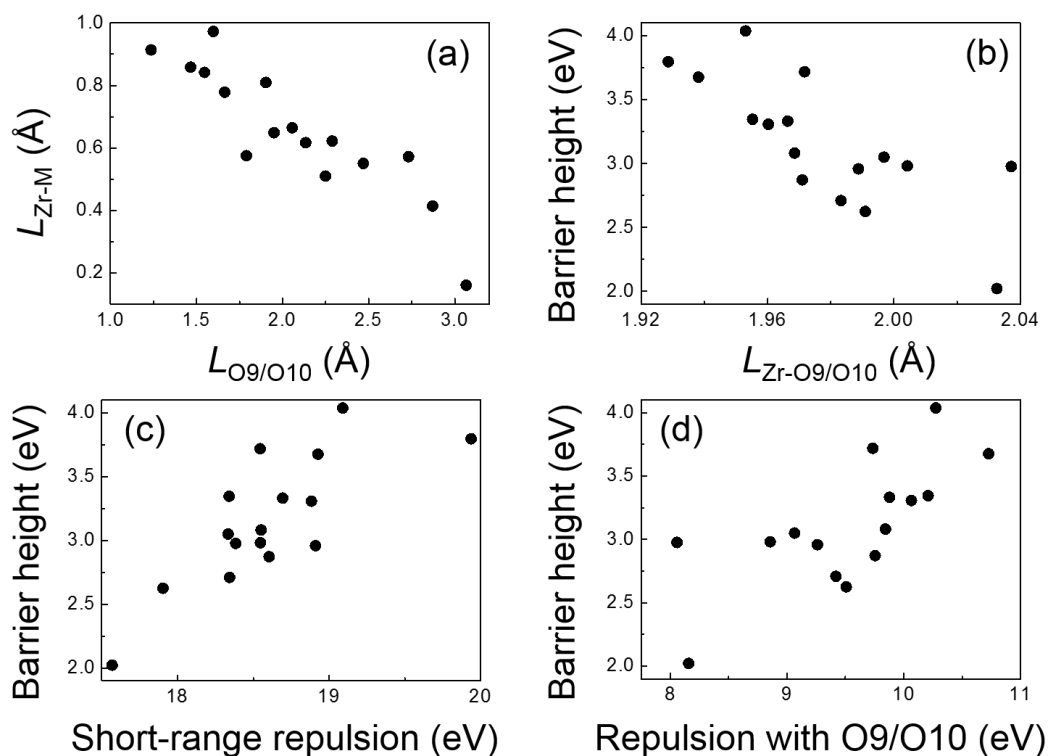 (a)
1.0
0.8
0.6
0.4
0.2
L_Zr-M (Å)
1.0 1.5 2.0 2.5 3.0
L_O9/O10 (Å)
(b)
4.0
3.5
3.0
2.5
2.0
Barrier height (eV)
1.92 1.96 2.00 2.04
L_Zr-O9/O10 (Å)
(c)
4.0
3.5
3.0
2.5
2.0
Barrier height (eV)
18 19 20
Short-range repulsion (eV)
(d)
4.0
3.5
3.0
2.5
2.0
Barrier height (eV)
8 9 10 11
Repulsion with O9/O10 (eV)